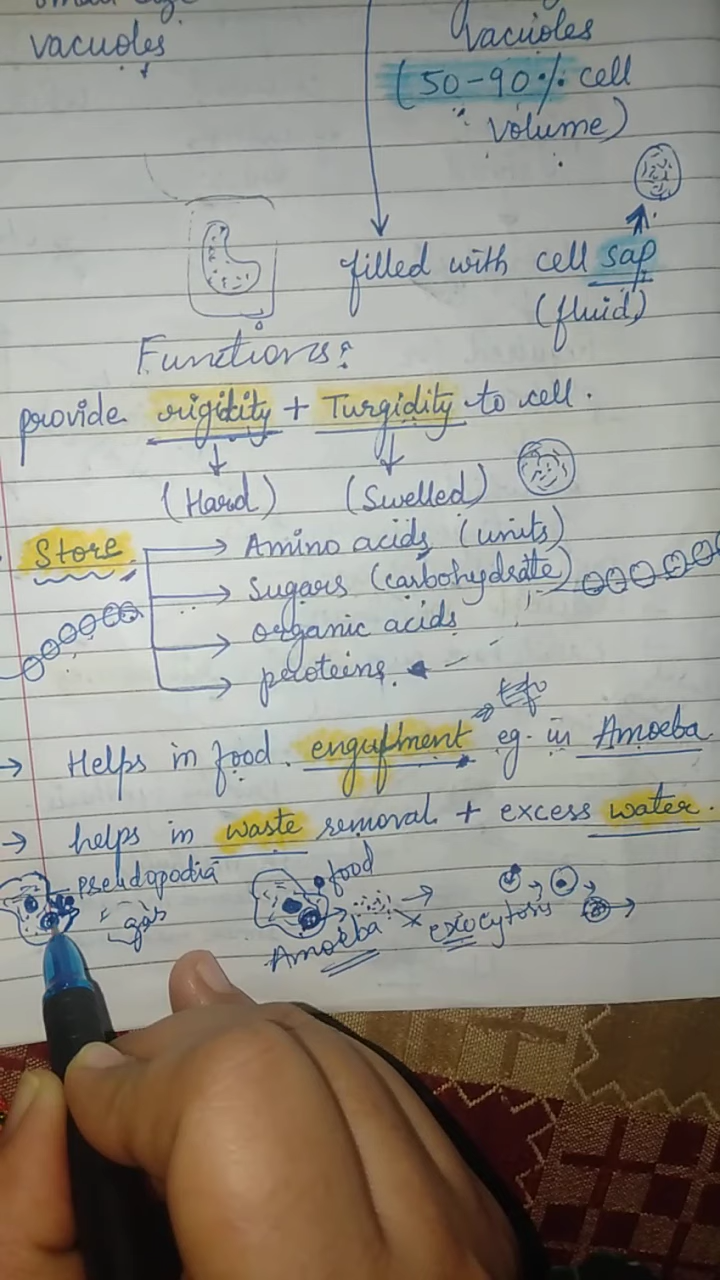 vacuoles
vacuoles
(50-90% cell
volume)
filled with cell sap
(fluid)
Functions:
provide rigidity + Turgidity to cell.
(Hard) (Swelled)
Store → Amino acids (units)
→ Sugars (carbohydrate)
→ organic acids
→ proteins.
→ Helps in food engulfment eg. in Amoeba
→ helps in waste removal + excess water.
pseudopodia food
gas
Amoeba exocytosis